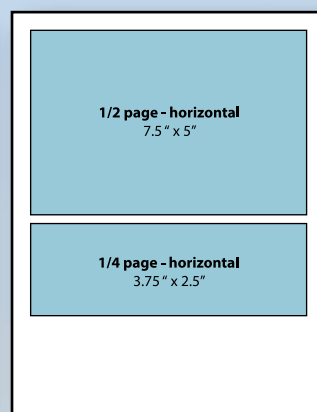 1/2 page - horizontal
7.5" x 5"
1/4 page - horizontal
3.75" x 2.5"